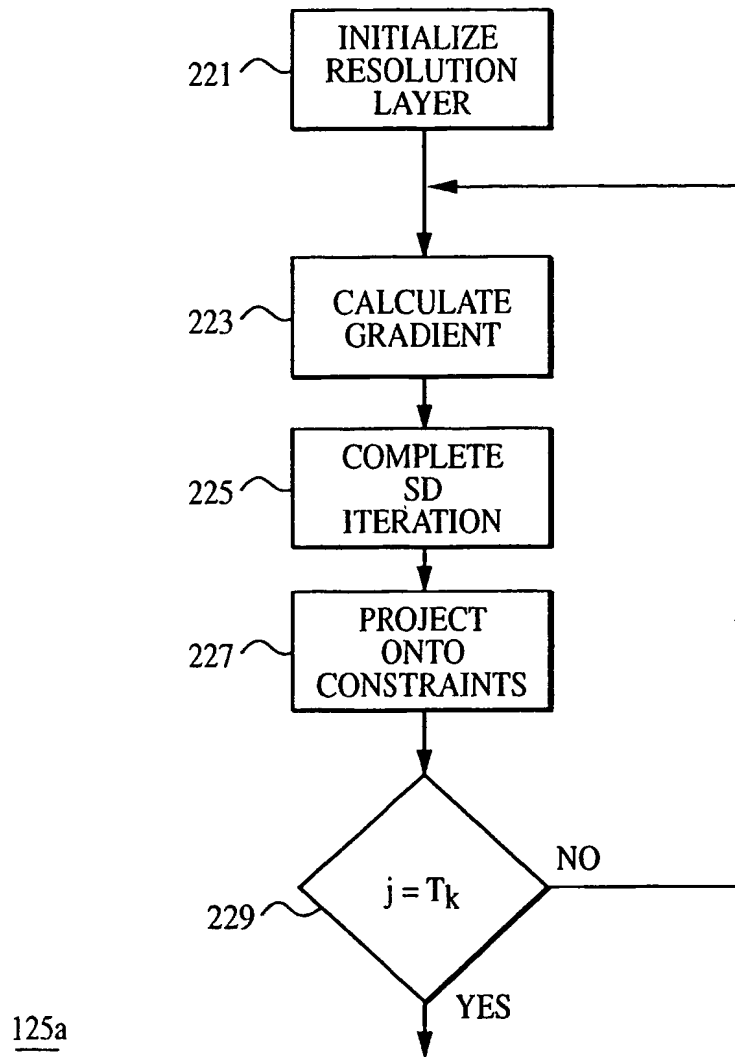 INITIALIZE
RESOLUTION
LAYER
221
CALCULATE
GRADIENT
223
COMPLETE
SD
ITERATION
225
PROJECT
ONTO
CONSTRAINTS
227
j = Tk
NO
229
YES
125a